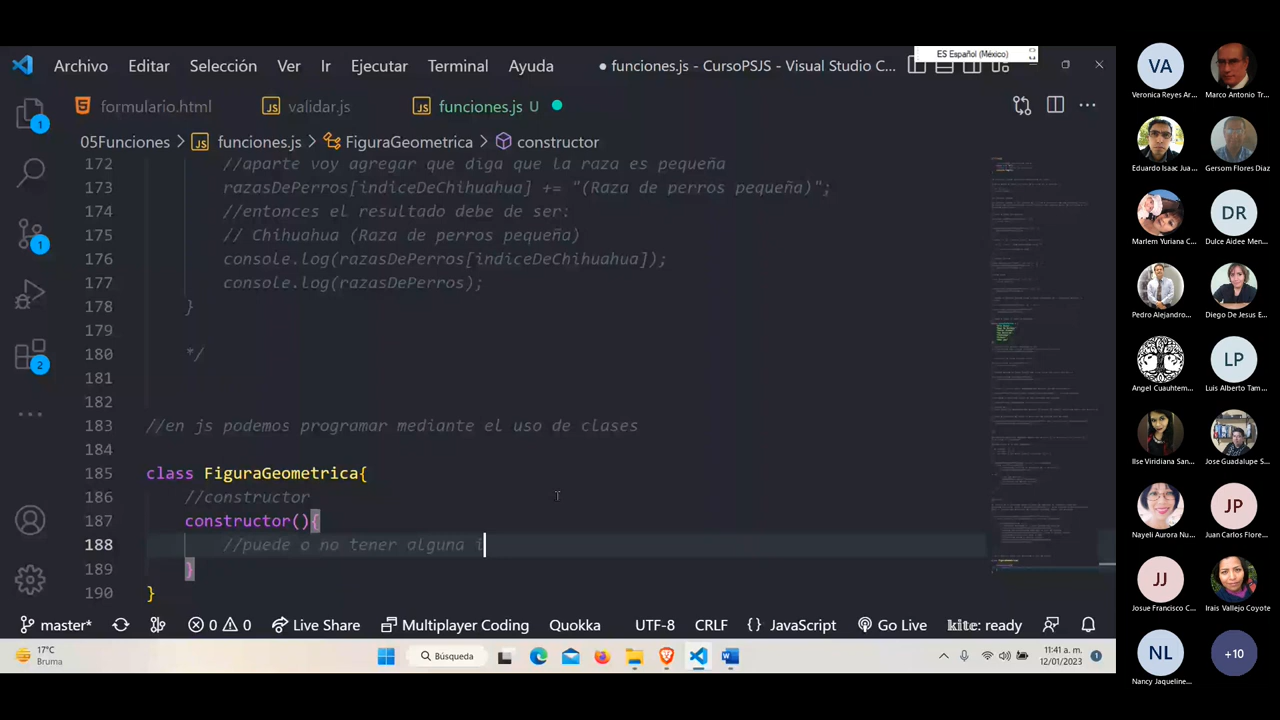 ES Español (México)
Archivo Editar Selección Ver Ir Ejecutar Terminal Ayuda
funciones.js - CursoPSJS - Visual Studio C...
formulario.html
validar.js
funciones.js U
05Funciones > funciones.js > FiguraGeometrica > constructor
172 //aparte voy agregar que diga que la raza es pequeña
173 razasDePerros[indiceDeChihuahua] += "(Raza de perros pequeña)";
174 //entonces el resultado debe de ser:
175 // Chihuahua (Raza de perros pequeña)
176 console.log(razasDePerros[indiceDeChihuahua]);
177 console.log(razasDePerros);
178 }
179
180 */
181
182
183 //en js podemos programar mediante el uso de clases
184
185 class FiguraGeometrica{
186 //constructor
187 constructor(){
188 //puede o no tener alguna i
189 }
190 }
1
1
2
master* 0 0 Live Share Multiplayer Coding Quokka UTF-8 CRLF {} JavaScript Go Live kite: ready
17°C
Bruma
Búsqueda
11:41 a. m.
12/01/2023
1
VA
Veronica Reyes Ar...
Marco Antonio Tr...
Eduardo Isaac Jua...
Gersom Flores Diaz
Marlem Yuriana C...
DR
Dulce Aidee Men...
Pedro Alejandro...
Diego De Jesus E...
Angel Cuauhtem...
LP
Luis Alberto Tam...
Ilse Viridiana San...
Jose Guadalupe S...
Nayeli Aurora Nu...
JP
Juan Carlos Flore...
JJ
Josue Francisco C...
Irais Vallejo Coyote
NL
Nancy Jaqueline...
+10